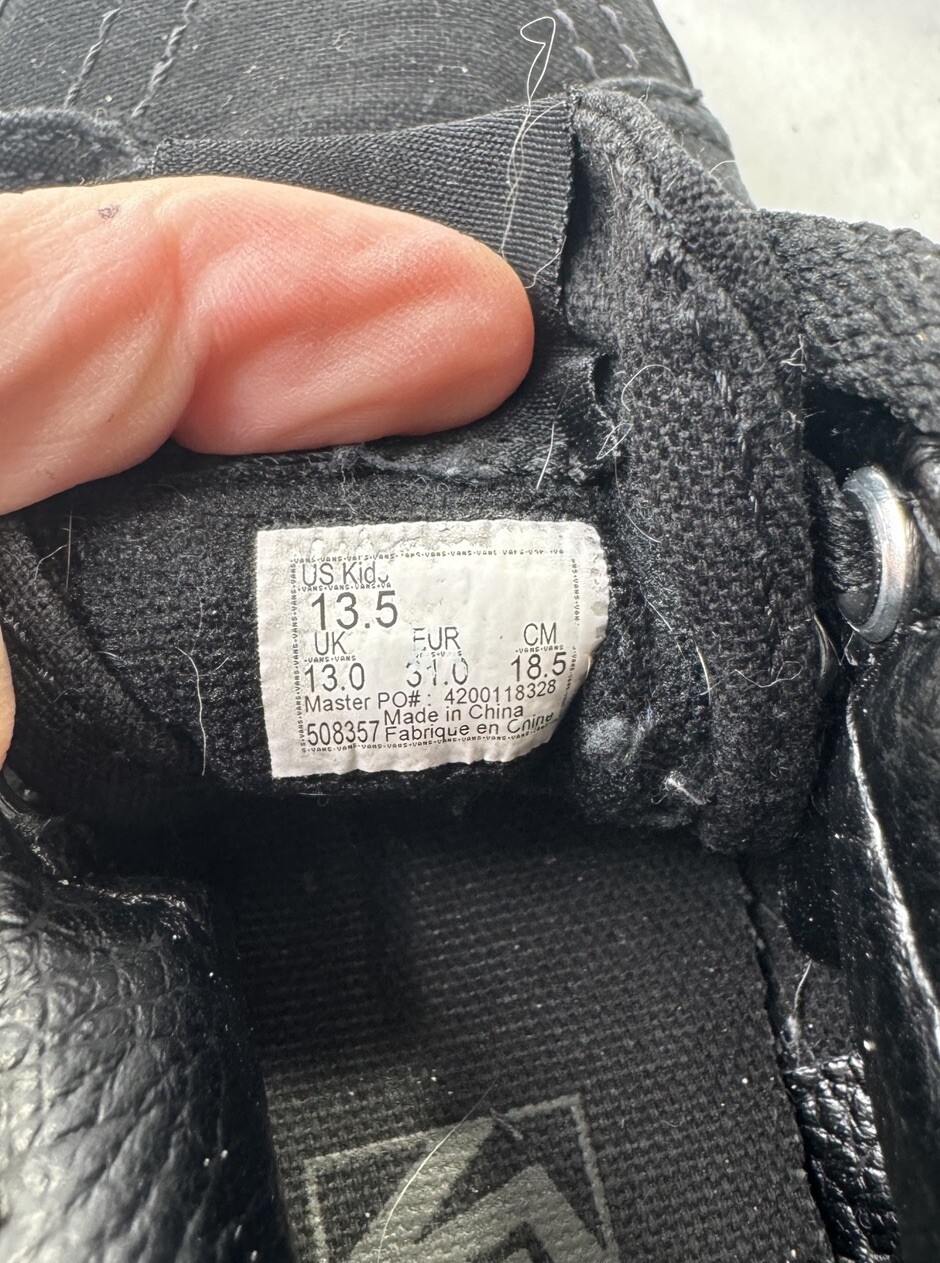 US Kids
13.5
UK EUR CM
13.0 31.0 18.5
Master PO#: 4200118328
508357 Made in China
Fabrique en Chine